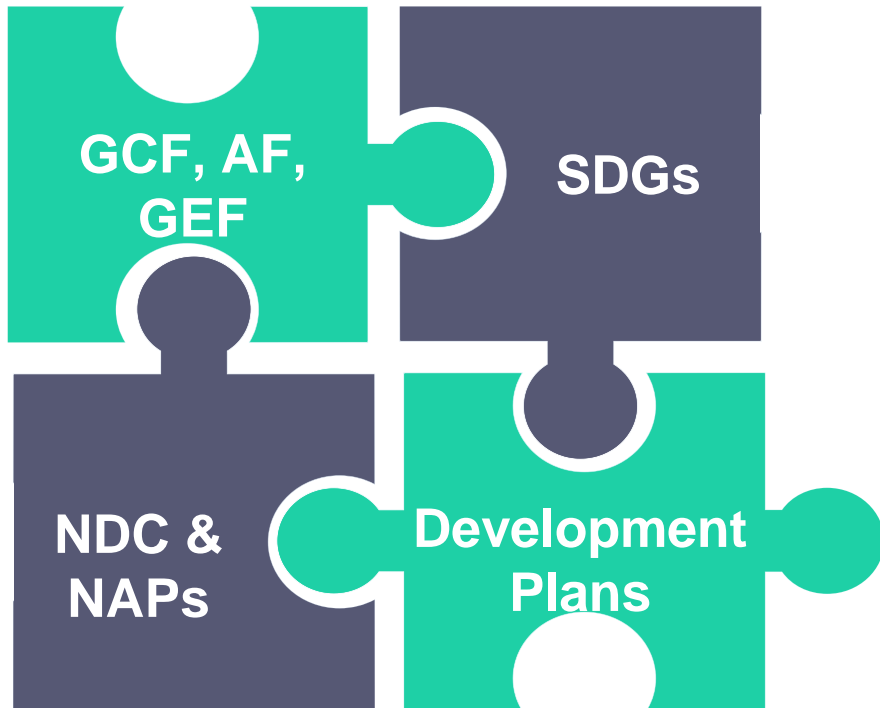 GCF, AF,
GEF
SDGs
NDC &
NAPs
Development
Plans